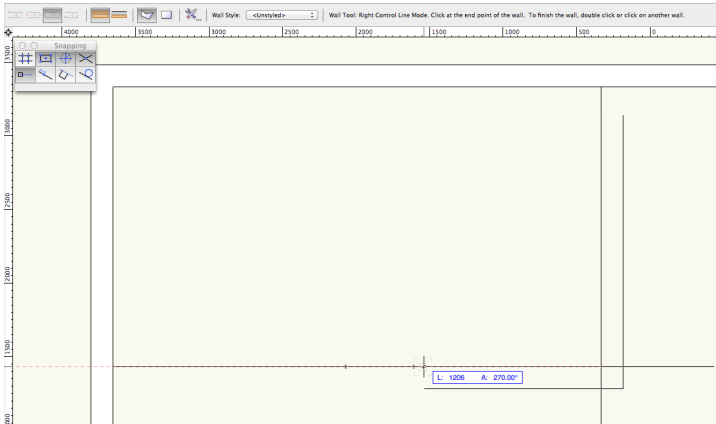 Wall Style: <Unstyled> Wall Tool: Right Control Line Mode. Click at the end point of the wall. To finish the wall, double click or click on another wall.
4000 3500 3000 2500 2000 1500 1000 500 0
Snapping
3500
3000
2500
2000
1500
L: 1206 A: 270.00°